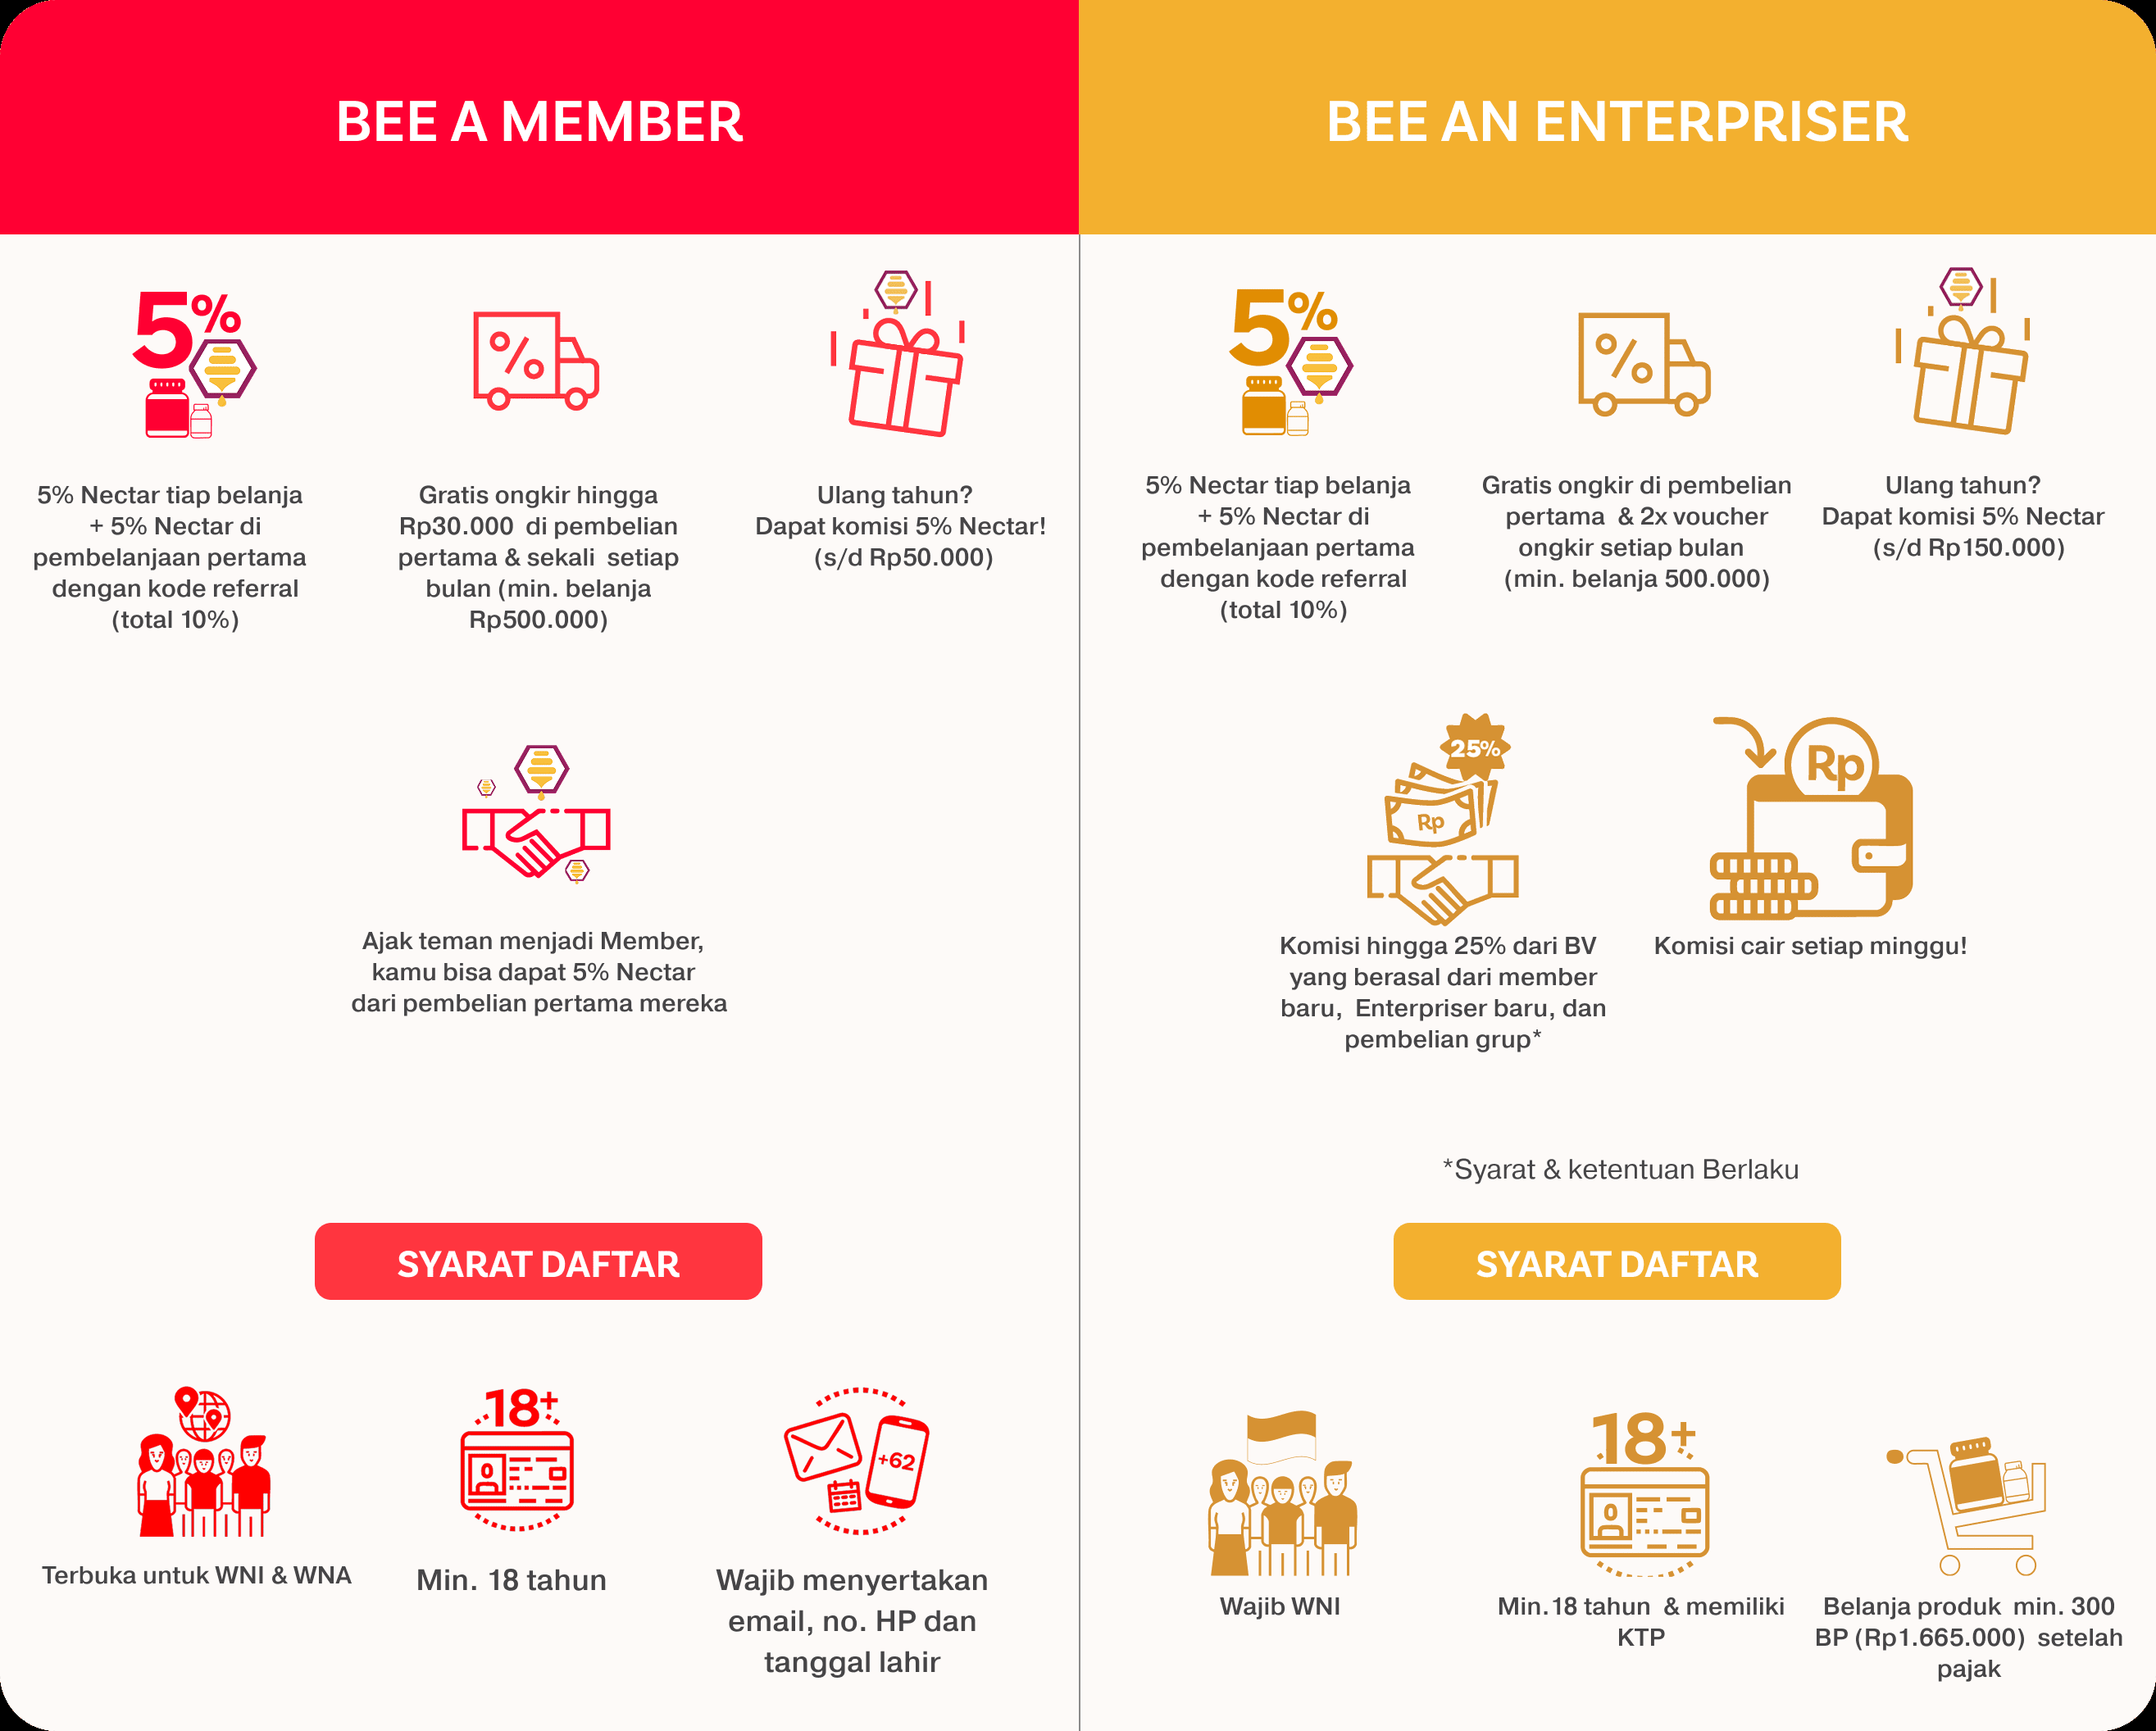 BEE A MEMBER
5%
5% Nectar tiap belanja
+ 5% Nectar di
pembelanjaan pertama
dengan kode referral
(total 10%)
%
Gratis ongkir hingga
Rp30.000 di pembelian
pertama & sekali setiap
bulan (min. belanja
Rp500.000)
Ulang tahun?
Dapat komisi 5% Nectar!
(s/d Rp50.000)
Ajak teman menjadi Member,
kamu bisa dapat 5% Nectar
dari pembelian pertama mereka
SYARAT DAFTAR
Terbuka untuk WNI & WNA
18+
Min. 18 tahun
+62
Wajib menyertakan
email, no. HP dan
tanggal lahir
BEE AN ENTERPRISER
5%
5% Nectar tiap belanja
+ 5% Nectar di
pembelanjaan pertama
dengan kode referral
(total 10%)
%
Gratis ongkir di pembelian
pertama & 2x voucher
ongkir setiap bulan
(min. belanja 500.000)
Ulang tahun?
Dapat komisi 5% Nectar
(s/d Rp150.000)
25%
Rp
Komisi hingga 25% dari BV
yang berasal dari member
baru, Enterpriser baru, dan
pembelian grup*
Rp
Komisi cair setiap minggu!
*Syarat & ketentuan Berlaku
SYARAT DAFTAR
Wajib WNI
18+
Min.18 tahun & memiliki
KTP
Belanja produk min. 300
BP (Rp1.665.000) setelah
pajak